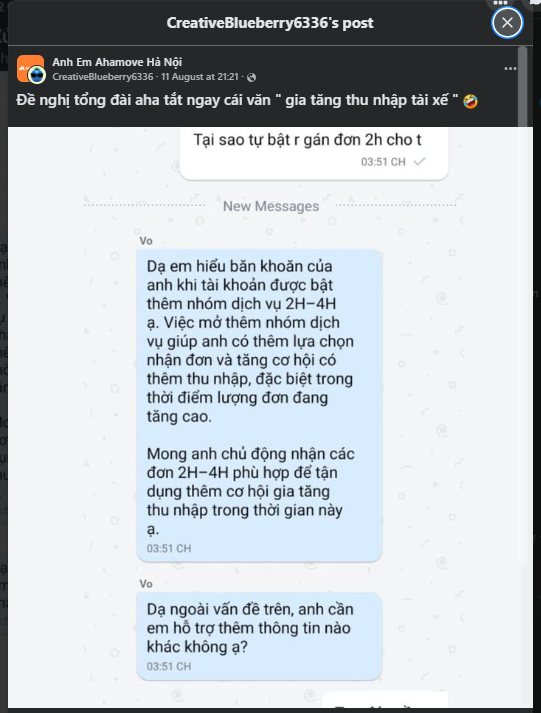 CreativeBlueberry6336's post
Anh Em Ahamove Hà Nội
CreativeBlueberry6336 · 11 August at 21:21 ·
Đề nghị tổng đài aha tắt ngay cái văn " gia tăng thu nhập tài xế " 🤣
Tại sao tự bật r gán đơn 2h cho t
03:51 CH
New Messages
Vo
Dạ em hiểu băn khoăn của
anh khi tài khoản được bật
thêm nhóm dịch vụ 2H–4H
ạ. Việc mở thêm nhóm dịch
vụ giúp anh có thêm lựa chọn
nhận đơn và tăng cơ hội có
thêm thu nhập, đặc biệt trong
thời điểm lượng đơn đang
tăng cao.
Mong anh chủ động nhận các
đơn 2H–4H phù hợp để tận
dụng thêm cơ hội gia tăng
thu nhập trong thời gian này
ạ.
03:51 CH
Vo
Dạ ngoài vấn đề trên, anh cần
em hỗ trợ thêm thông tin nào
khác không ạ?
03:51 CH